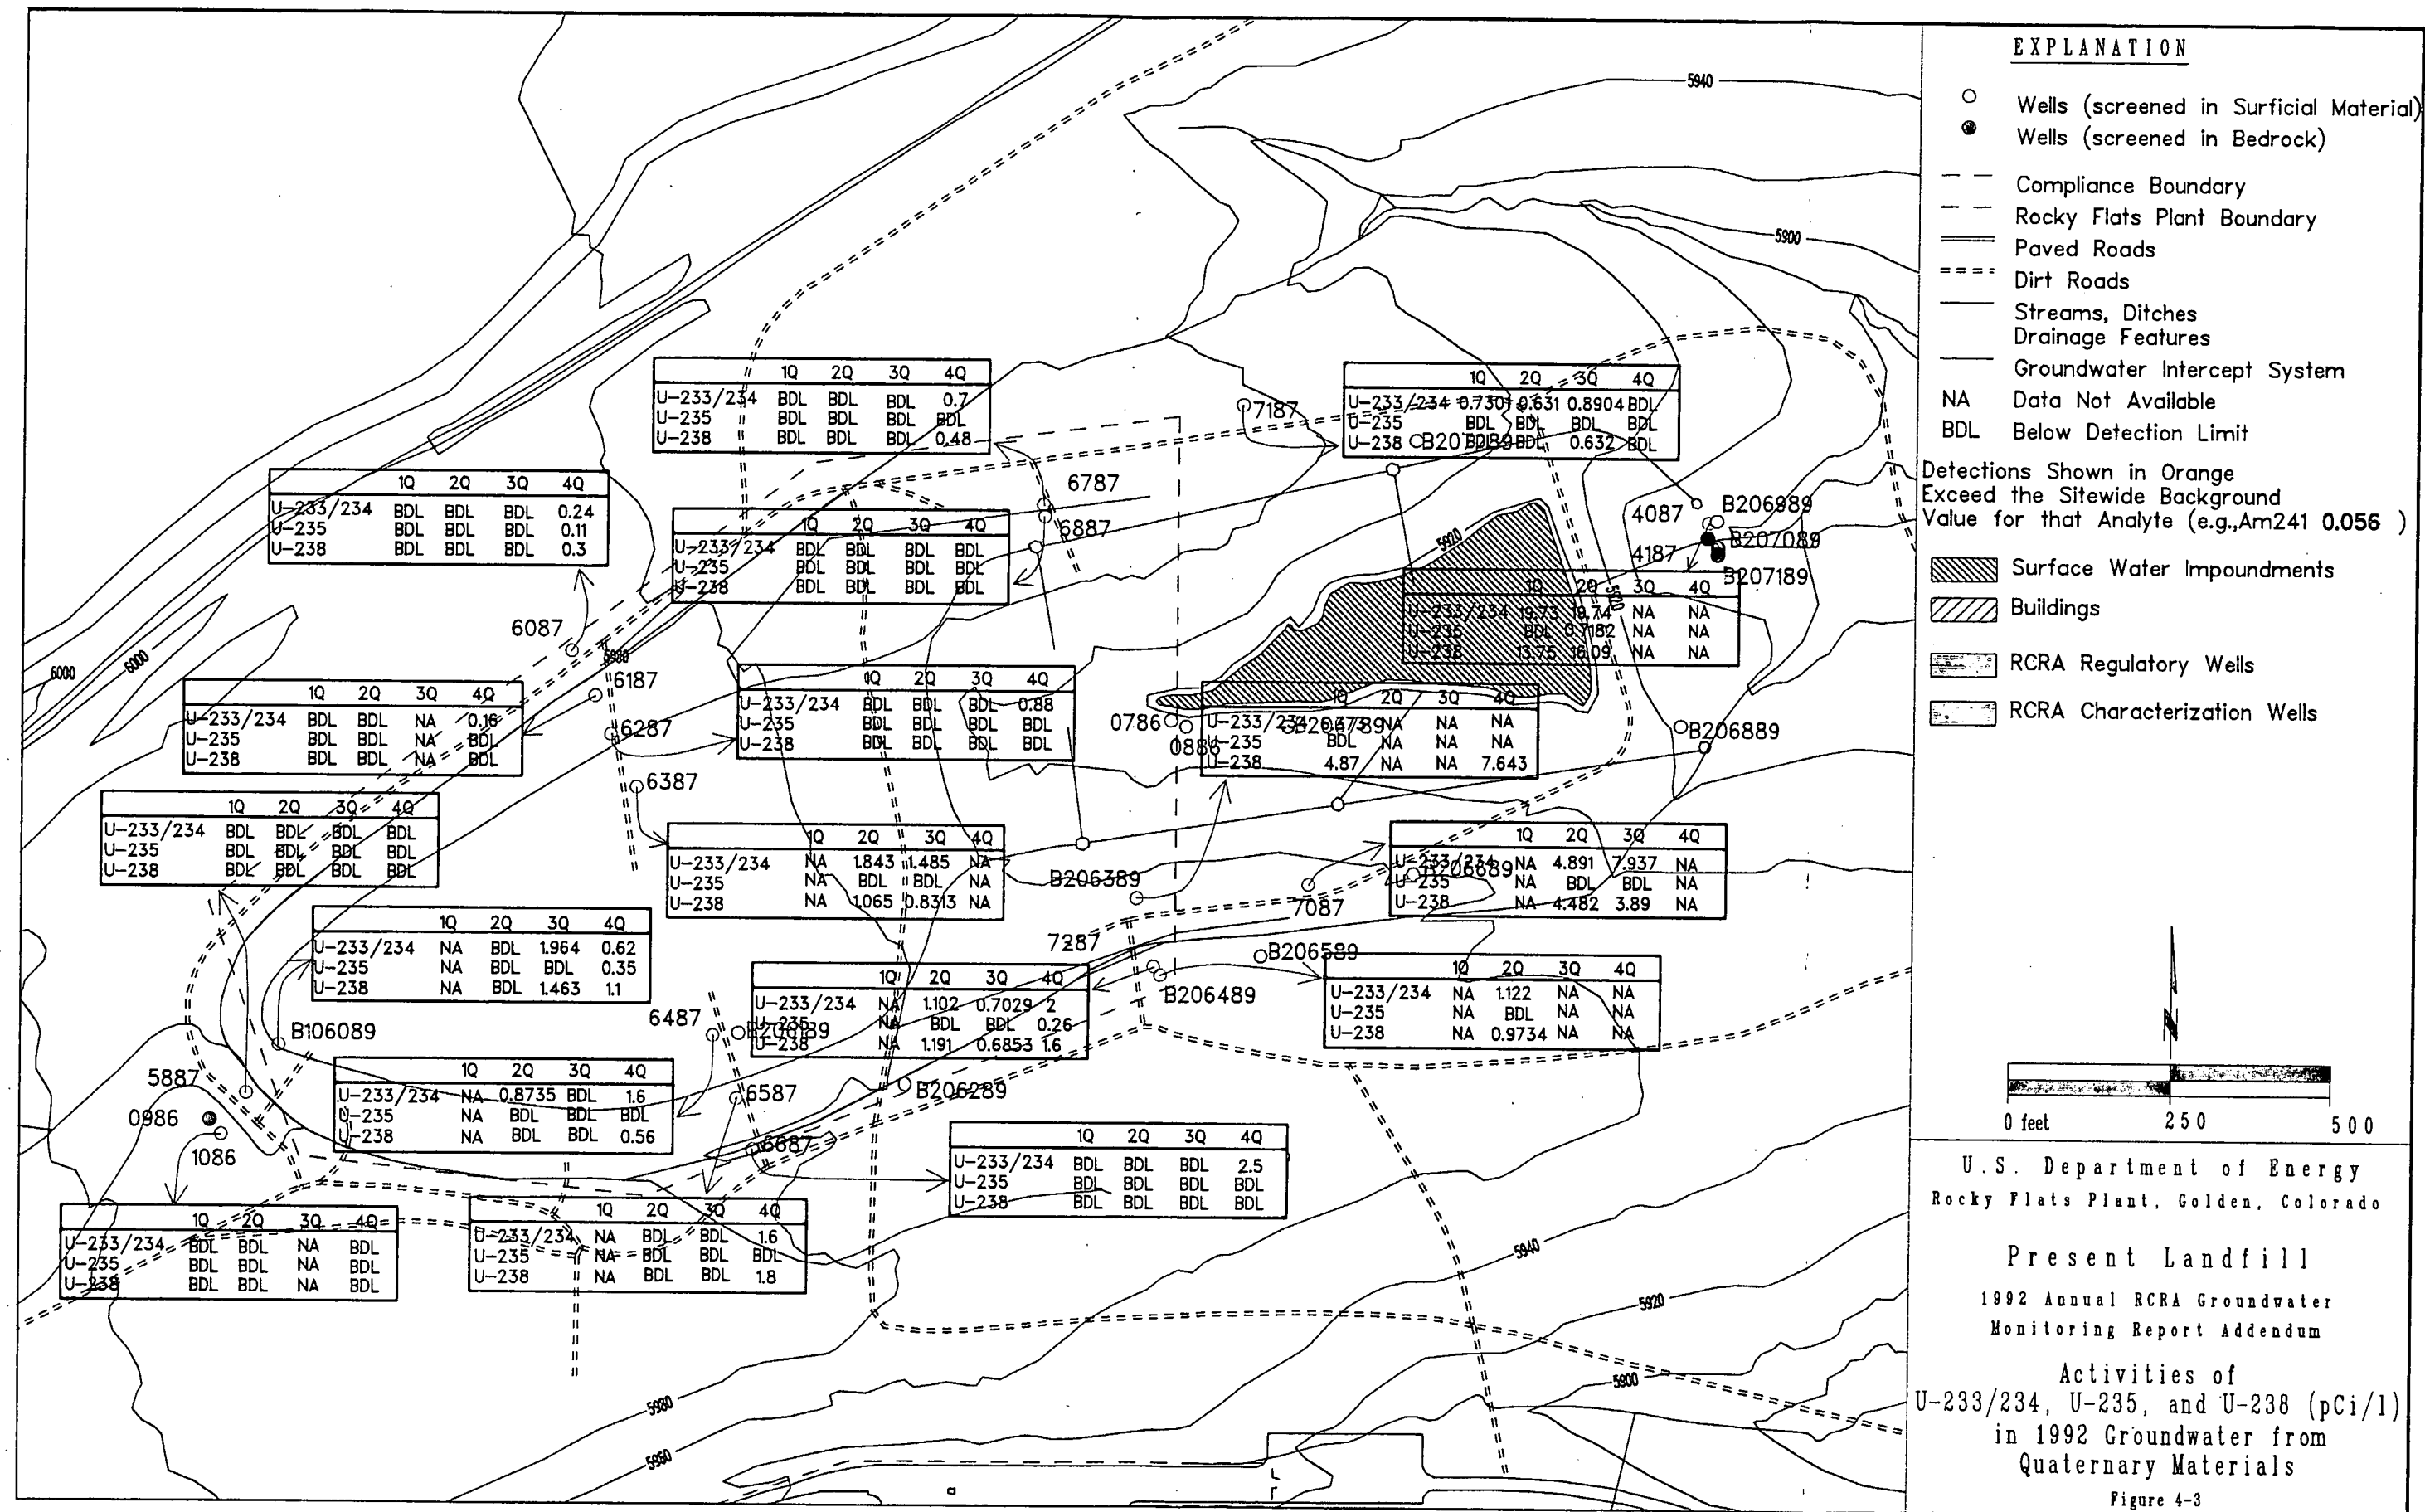 EXPLANATION
Wells (screened in Surficial Material)
Wells (screened in Bedrock)
Compliance Boundary
Rocky Flats Plant Boundary
Paved Roads
Dirt Roads
Streams, Ditches
Drainage Features
Groundwater Intercept System
NA Data Not Available
BDL Below Detection Limit
Detections Shown in Orange
Exceed the Sitewide Background
Value for that Analyte (e.g.,Am241 0.056 )
Surface Water Impoundments
Buildings
RCRA Regulatory Wells
RCRA Characterization Wells
N
0 feet 250 500
U.S. Department of Energy
Rocky Flats Plant, Golden, Colorado
Present Landfill
1992 Annual RCRA Groundwater
Monitoring Report Addendum
Activities of
U-233/234, U-235, and U-238 (pCi/l)
in 1992 Groundwater from
Quaternary Materials
Figure 4-3
5940
5900
1Q 2Q 3Q 4Q
U-233/234 BDL BDL BDL 0.7
U-235 BDL BDL BDL BDL
U-238 BDL BDL BDL 0.48
7187
1Q 2Q 3Q 4Q
U-233/234 0.7301 0.631 0.8904 BDL
U-235 BDL BDL BDL BDL
U-238 BDL BDL 0.632 BDL
B207289
1Q 2Q 3Q 4Q
U-233/234 BDL BDL BDL 0.24
U-235 BDL BDL BDL 0.11
U-238 BDL BDL BDL 0.3
6787
6887
1Q 2Q 3Q 4Q
U-233/234 BDL BDL BDL BDL
U-235 BDL BDL BDL BDL
U-238 BDL BDL BDL BDL
5920
4087
B206989
4187
B207089
B207189
5920
1Q 2Q 3Q 4Q
U-233/234 19.73 19.74 NA NA
U-235 BDL 0.7182 NA NA
U-238 13.75 16.09 NA NA
6087
5980
6000
6000
6187
1Q 2Q 3Q 4Q
U-233/234 BDL BDL NA 0.16
U-235 BDL BDL NA BDL
U-238 BDL BDL NA BDL
6287
1Q 2Q 3Q 4Q
U-233/234 BDL BDL BDL 0.88
U-235 BDL BDL BDL BDL
U-238 BDL BDL BDL BDL
0786
0886
B206789
1Q 2Q 3Q 4Q
U-233/234 6.673 NA NA NA
U-235 BDL NA NA NA
U-238 4.87 NA NA 7.643
B206889
6387
1Q 2Q 3Q 4Q
U-233/234 BDL BDL BDL BDL
U-235 BDL BDL BDL BDL
U-238 BDL BDL BDL BDL
1Q 2Q 3Q 4Q
U-233/234 NA 1.843 1.485 NA
U-235 NA BDL BDL NA
U-238 NA 1.065 0.8313 NA
B206389
7087
1Q 2Q 3Q 4Q
U-233/234 NA 4.891 7.937 NA
U-235 NA BDL BDL NA
U-238 NA 4.482 3.89 NA
B206689
1Q 2Q 3Q 4Q
U-233/234 NA BDL 1.964 0.62
U-235 NA BDL BDL 0.35
U-238 NA BDL 1.463 1.1
7287
B206589
B206489
1Q 2Q 3Q 4Q
U-233/234 NA 1.102 0.7029 2
U-235 NA BDL BDL 0.26
U-238 NA 1.191 0.6853 1.6
1Q 2Q 3Q 4Q
U-233/234 NA 1.122 NA NA
U-235 NA BDL NA NA
U-238 NA 0.9734 NA NA
B106089
6487
B206189
5887
0986
1086
1Q 2Q 3Q 4Q
U-233/234 NA 0.8735 BDL 1.6
U-235 NA BDL BDL BDL
U-238 NA BDL BDL 0.56
6587
B206289
6687
1Q 2Q 3Q 4Q
U-233/234 BDL BDL BDL 2.5
U-235 BDL BDL BDL BDL
U-238 BDL BDL BDL BDL
1Q 2Q 3Q 4Q
U-233/234 BDL BDL NA BDL
U-235 BDL BDL NA BDL
U-238 BDL BDL NA BDL
1Q 2Q 3Q 4Q
U-233/234 NA BDL BDL 1.6
U-235 NA BDL BDL BDL
U-238 NA BDL BDL 1.8
5940
5920
5900
5980
5960